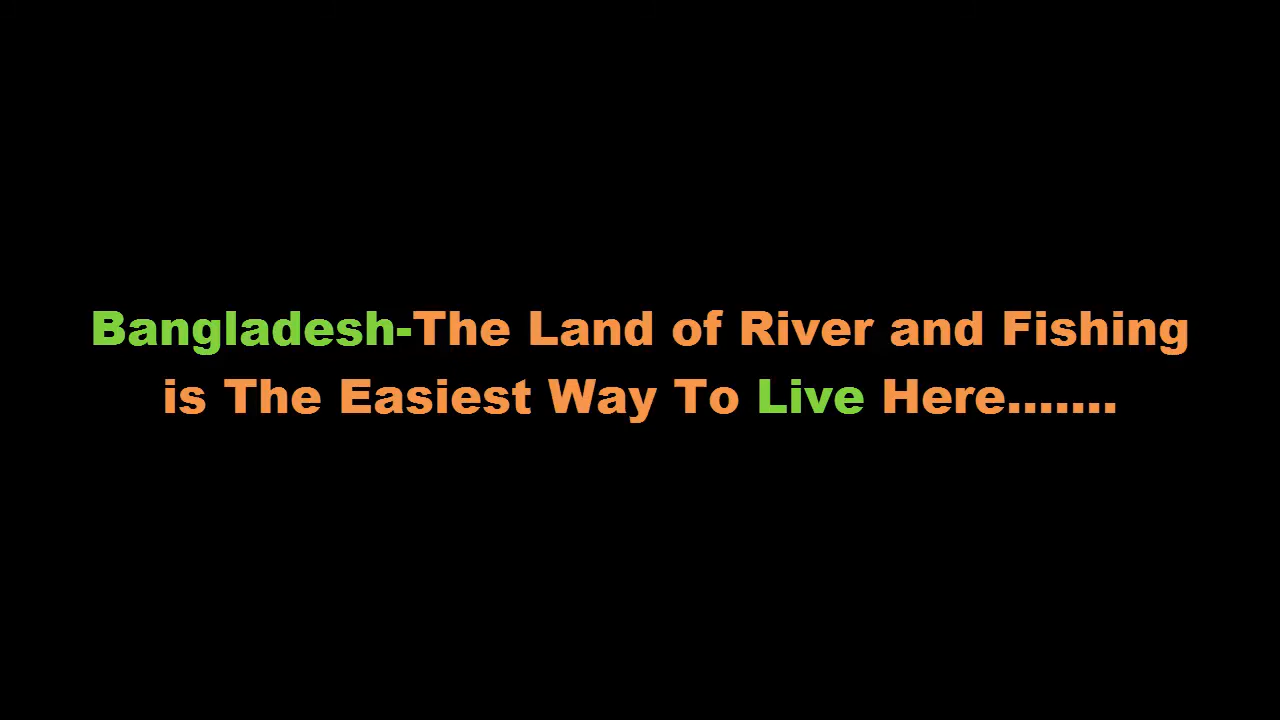 Bangladesh-The Land of River and Fishing
is The Easiest Way To Live Here.......